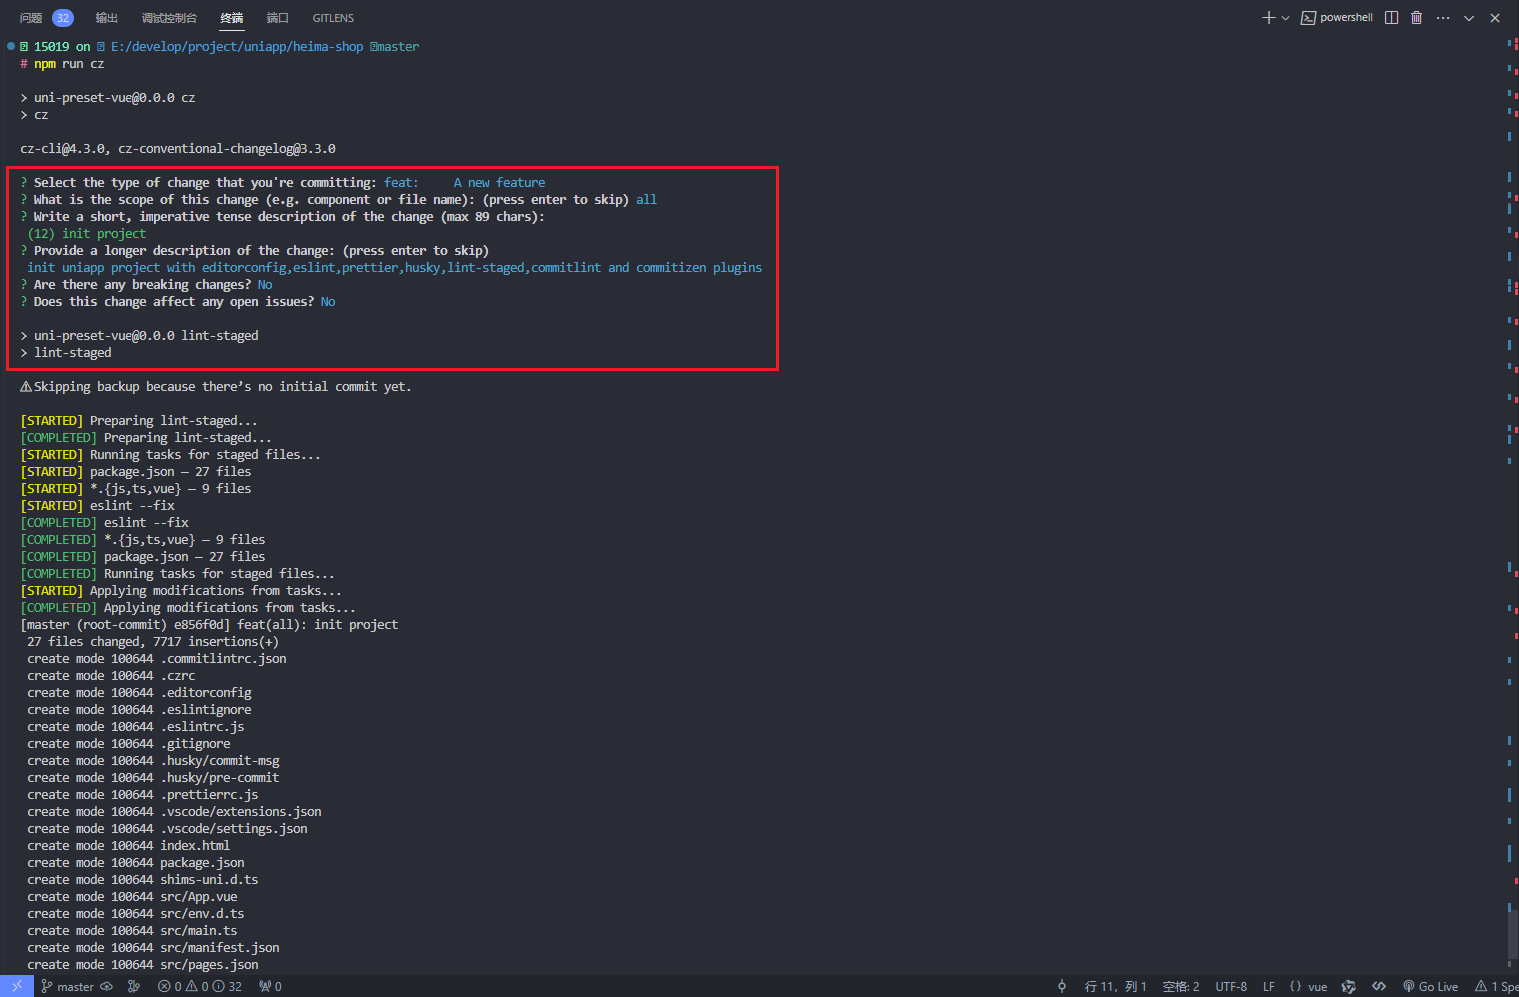 问题 32 输出 调试控制台 终端 端口 GITLENS powershell
15019 on E:/develop/project/uniapp/heima-shop master
# npm run cz
> uni-preset-vue@0.0.0 cz
> cz
cz-cli@4.3.0, cz-conventional-changelog@3.3.0
? Select the type of change that you're committing: feat: A new feature
? What is the scope of this change (e.g. component or file name): (press enter to skip) all
? Write a short, imperative tense description of the change (max 89 chars):
(12) init project
? Provide a longer description of the change: (press enter to skip)
init uniapp project with editorconfig,eslint,prettier,husky,lint-staged,commitlint and commitizen plugins
? Are there any breaking changes? No
? Does this change affect any open issues? No
> uni-preset-vue@0.0.0 lint-staged
> lint-staged
⚠Skipping backup because there’s no initial commit yet.
[STARTED] Preparing lint-staged...
[COMPLETED] Preparing lint-staged...
[STARTED] Running tasks for staged files...
[STARTED] package.json — 27 files
[STARTED] *.{js,ts,vue} — 9 files
[STARTED] eslint --fix
[COMPLETED] eslint --fix
[COMPLETED] *.{js,ts,vue} — 9 files
[COMPLETED] package.json — 27 files
[COMPLETED] Running tasks for staged files...
[STARTED] Applying modifications from tasks...
[COMPLETED] Applying modifications from tasks...
[master (root-commit) e856f0d] feat(all): init project
27 files changed, 7717 insertions(+)
create mode 100644 .commitlintrc.json
create mode 100644 .czrc
create mode 100644 .editorconfig
create mode 100644 .eslintignore
create mode 100644 .eslintrc.js
create mode 100644 .gitignore
create mode 100644 .husky/commit-msg
create mode 100644 .husky/pre-commit
create mode 100644 .prettierrc.js
create mode 100644 .vscode/extensions.json
create mode 100644 .vscode/settings.json
create mode 100644 index.html
create mode 100644 package.json
create mode 100644 shims-uni.d.ts
create mode 100644 src/App.vue
create mode 100644 src/env.d.ts
create mode 100644 src/main.ts
create mode 100644 src/manifest.json
create mode 100644 src/pages.json
master 0 0 32 0 行 11，列 1 空格: 2 UTF-8 LF {} vue Go Live 1 Spe